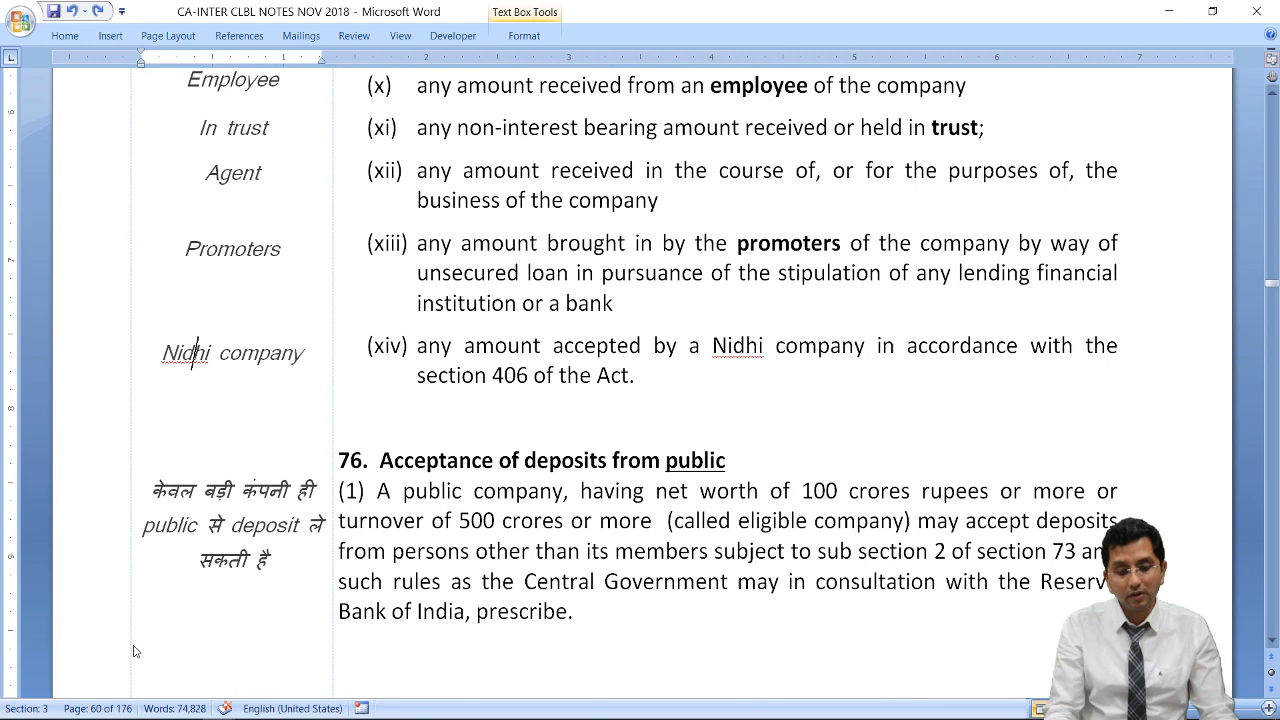 CA-INTER CLBL NOTES NOV 2018 - Microsoft Word
Text Box Tools
Home Insert Page Layout References Mailings Review View Developer Format
1 2 3 4 5 6 7
Employee
(x) any amount received from an employee of the company
In trust
(xi) any non-interest bearing amount received or held in trust;
Agent
(xii) any amount received in the course of, or for the purposes of, the
business of the company
Promoters
(xiii) any amount brought in by the promoters of the company by way of
unsecured loan in pursuance of the stipulation of any lending financial
institution or a bank
Nidhi company
(xiv) any amount accepted by a Nidhi company in accordance with the
section 406 of the Act.
76. Acceptance of deposits from public
केवल बड़ी कंपनी ही
public से deposit ले
सकती है
(1) A public company, having net worth of 100 crores rupees or more or
turnover of 500 crores or more (called eligible company) may accept deposits
from persons other than its members subject to sub section 2 of section 73
such rules as the Central Government may in consultation with the
Bank of India, prescribe.
Section: 3 Page: 60 of 176 Words: 74,828 English (United States)